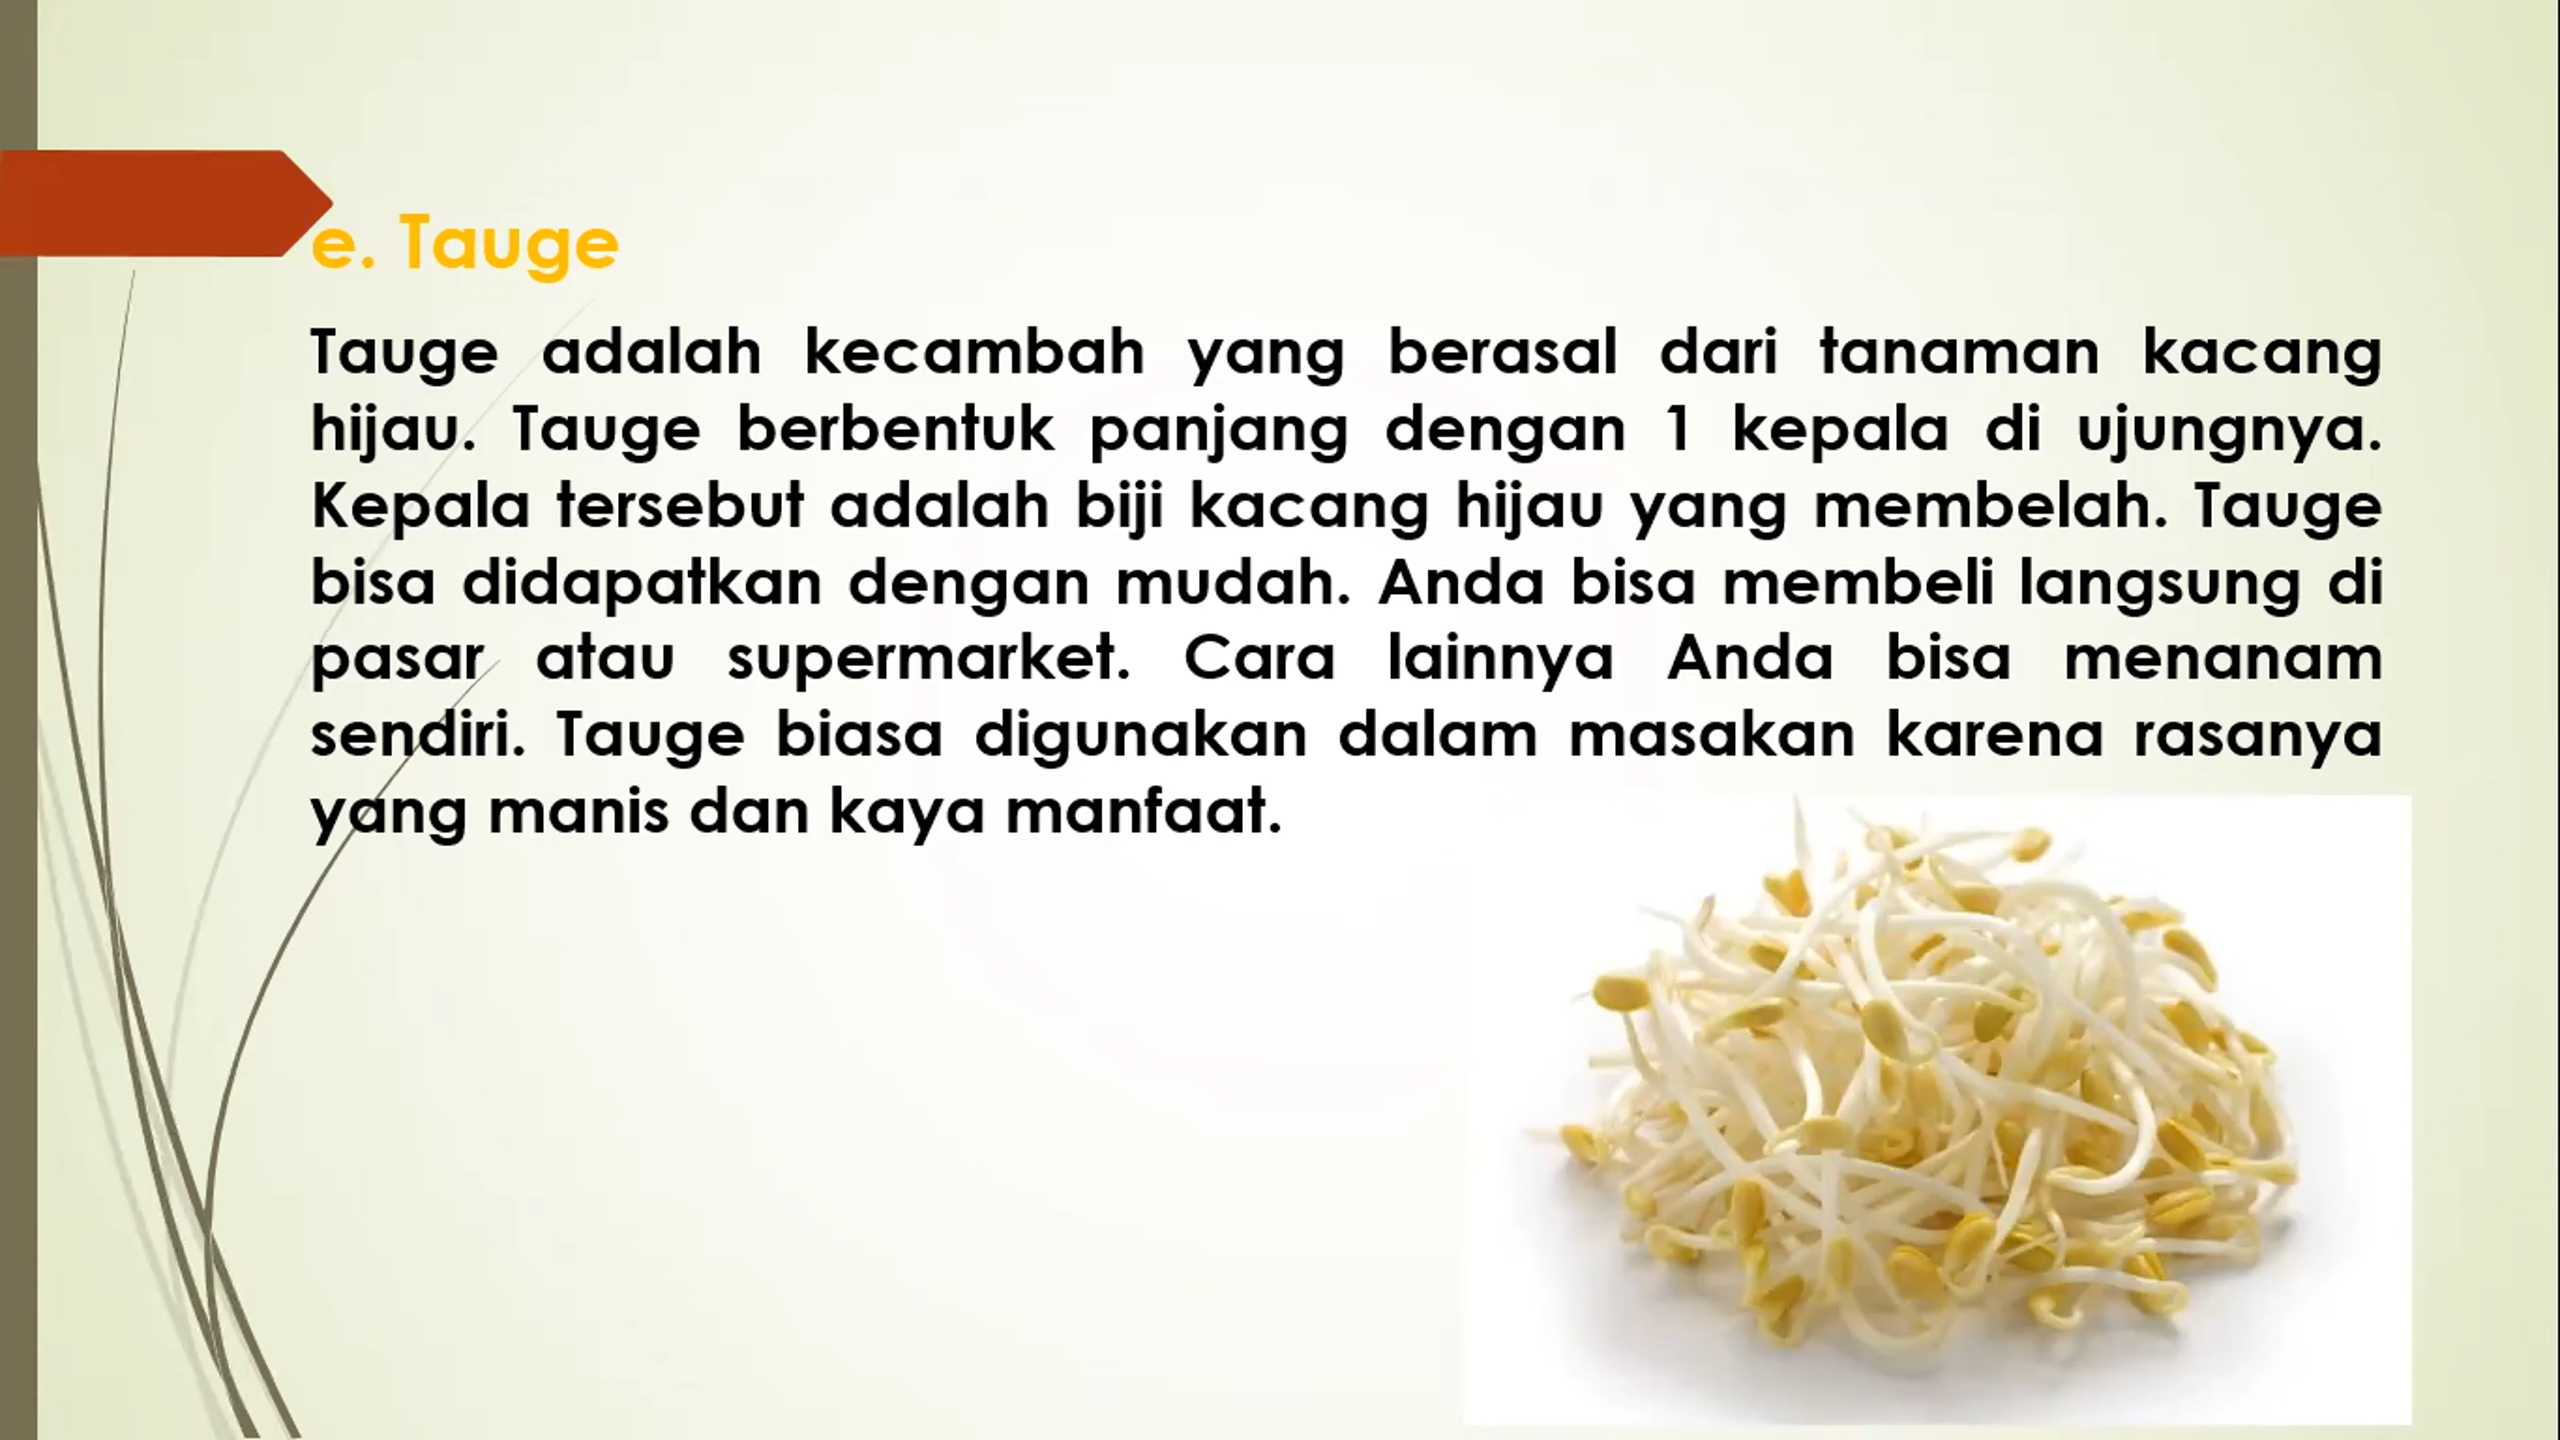 e. Tauge
Tauge adalah kecambah yang berasal dari tanaman kacang
hijau. Tauge berbentuk panjang dengan 1 kepala di ujungnya.
Kepala tersebut adalah biji kacang hijau yang membelah. Tauge
bisa didapatkan dengan mudah. Anda bisa membeli langsung di
pasar atau supermarket. Cara lainnya Anda bisa menanam
sendiri. Tauge biasa digunakan dalam masakan karena rasanya
yang manis dan kaya manfaat.